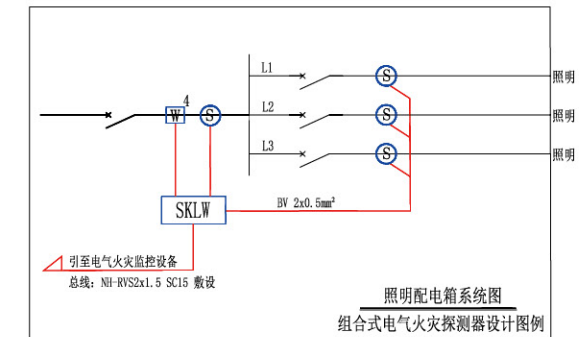 L1
S
照明
4
W
S
L2
S
照明
L3
S
照明
SKLW
BV 2x0.5mm²
引至电气火灾监控设备
总线：NH-RVS2x1.5 SC15 敷设
照明配电箱系统图
组合式电气火灾探测器设计图例